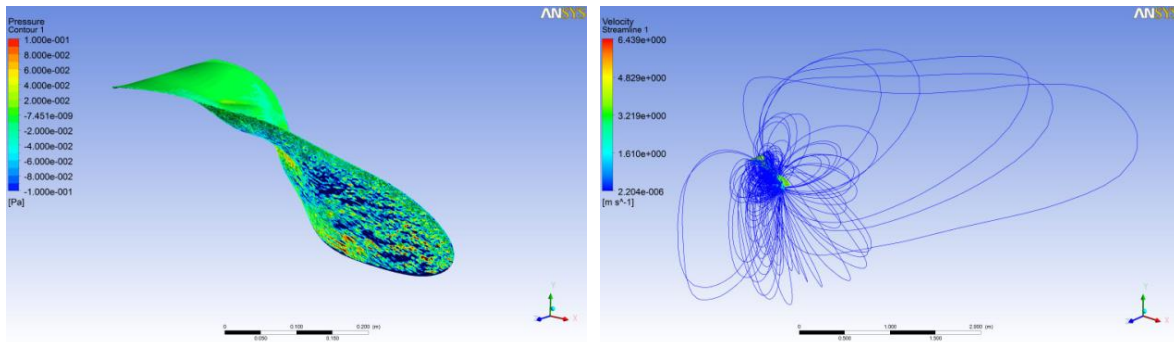 ANSYS
Pressure
Contour 1
1.000e-001
8.000e-002
6.000e-002
4.000e-002
2.000e-002
-7.451e-009
-2.000e-002
-4.000e-002
-6.000e-002
-8.000e-002
-1.000e-001
[Pa]
0 0.100 0.200 (m)
0.050 0.150
Y
X
Z
ANSYS
Velocity
Streamline 1
6.439e+000
4.829e+000
3.219e+000
1.610e+000
2.204e-006
[m s^-1]
0 1.000 2.000 (m)
0.500 1.500
Y
X
Z